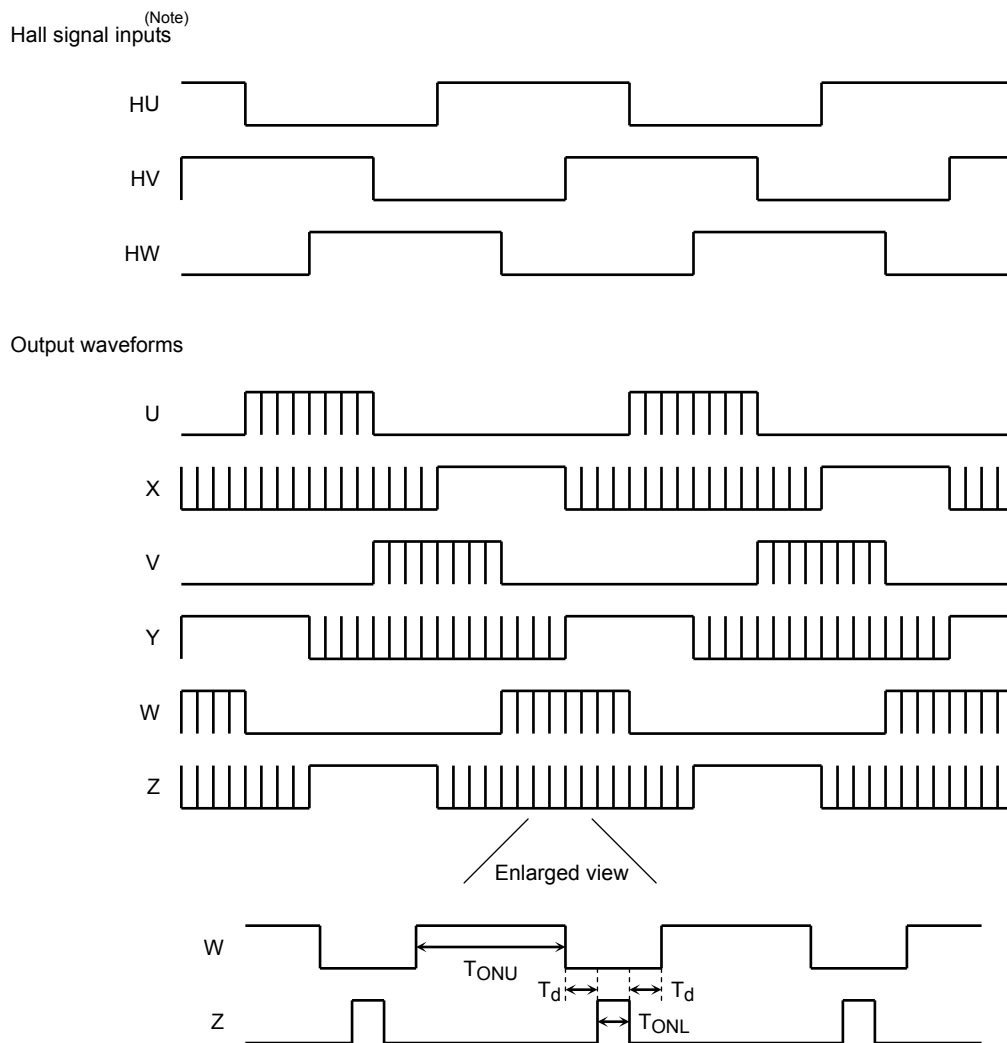 (Note)
Hall signal inputs
HU
HV
HW
Output waveforms
U
X
V
Y
W
Z
Enlarged view
W
TONU
Td
Td
Z
TONL